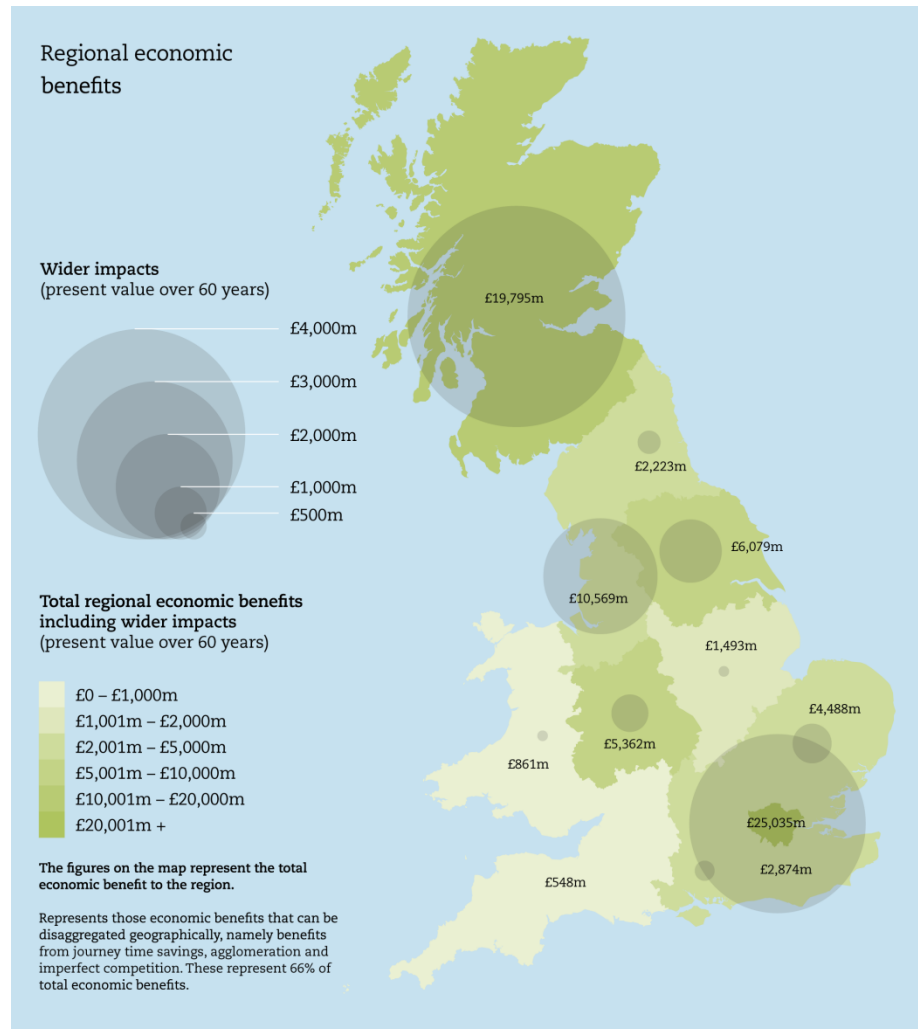 Regional economic
benefits
Wider impacts
(present value over 60 years)
£4,000m
£3,000m
£2,000m
£1,000m
£500m
Total regional economic benefits
including wider impacts
(present value over 60 years)
£0 – £1,000m
£1,001m – £2,000m
£2,001m – £5,000m
£5,001m – £10,000m
£10,001m – £20,000m
£20,001m +
The figures on the map represent the total
economic benefit to the region.
Represents those economic benefits that can be
disaggregated geographically, namely benefits
from journey time savings, agglomeration and
imperfect competition. These represent 66% of
total economic benefits.
£19,795m
£2,223m
£6,079m
£10,569m
£1,493m
£4,488m
£5,362m
£861m
£25,035m
£2,874m
£548m